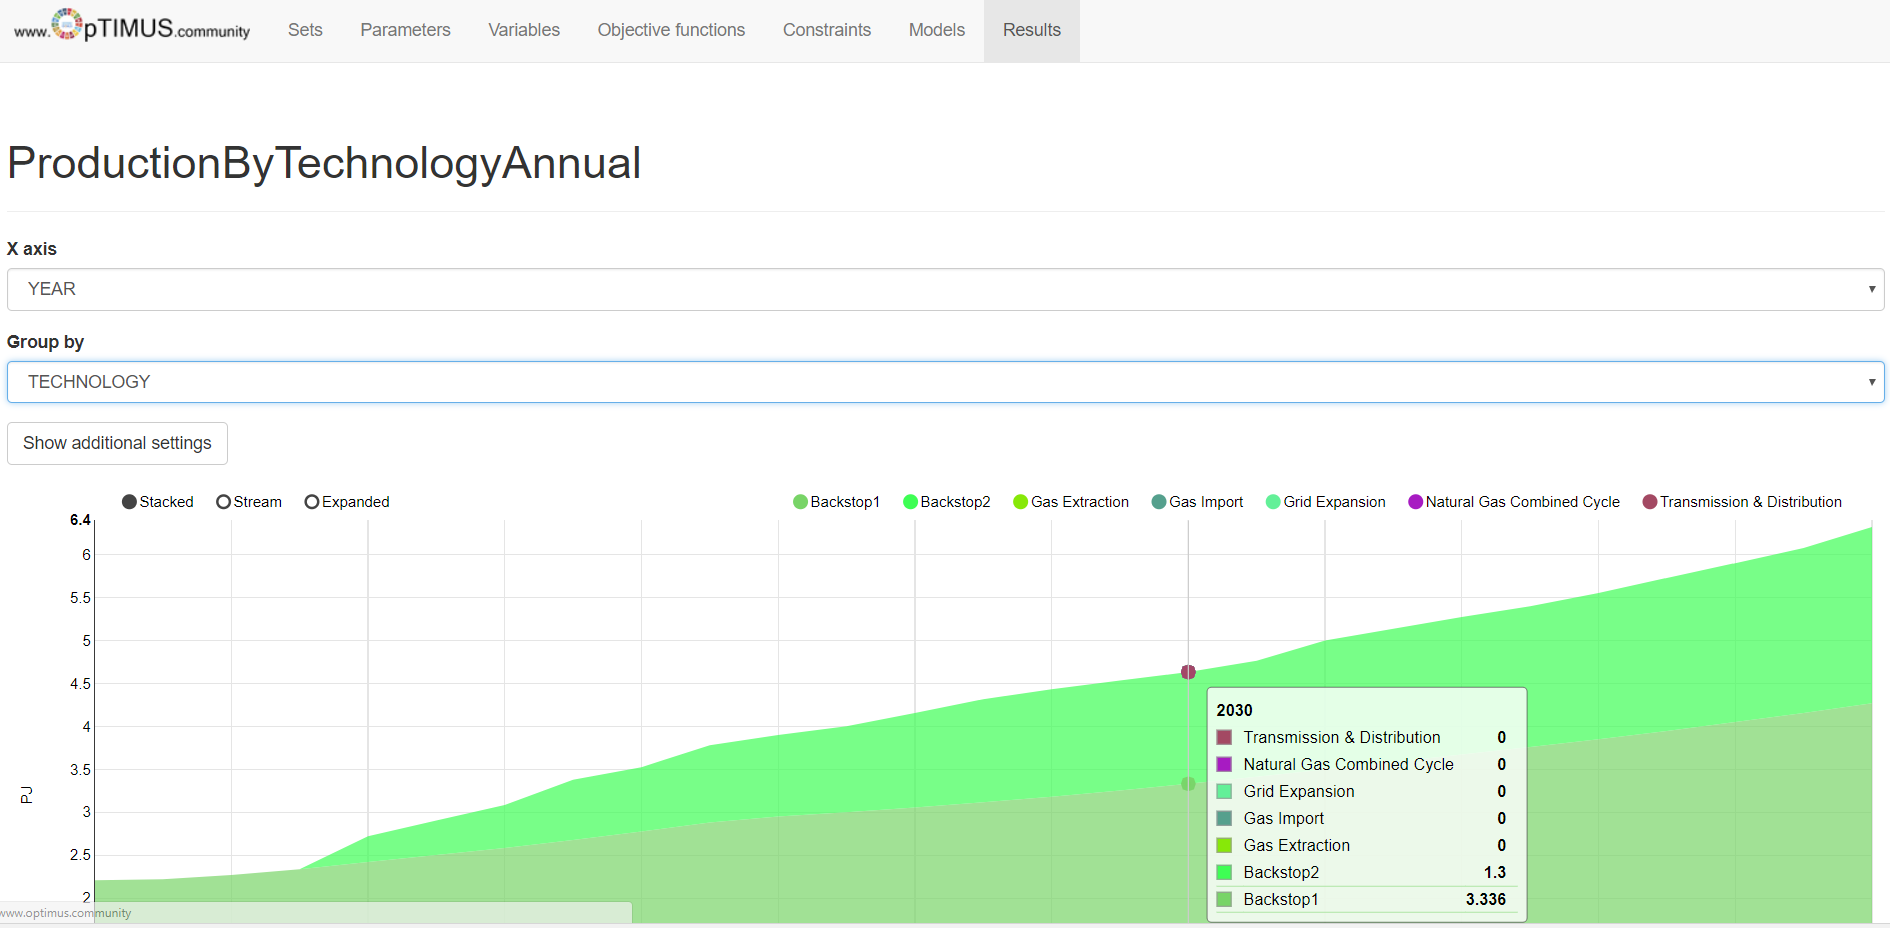 www.OpTIMUS.community Sets Parameters Variables Objective functions Constraints Models Results
ProductionByTechnologyAnnual
X axis
YEAR
Group by
TECHNOLOGY
Show additional settings
Stacked Stream Expanded Backstop1 Backstop2 Gas Extraction Gas Import Grid Expansion Natural Gas Combined Cycle Transmission & Distribution
6.4
6
5.5
5
4.5
4
3.5
3
2.5
2
PJ
2030
Transmission & Distribution 0
Natural Gas Combined Cycle 0
Grid Expansion 0
Gas Import 0
Gas Extraction 0
Backstop2 1.3
Backstop1 3.336
www.optimus.community